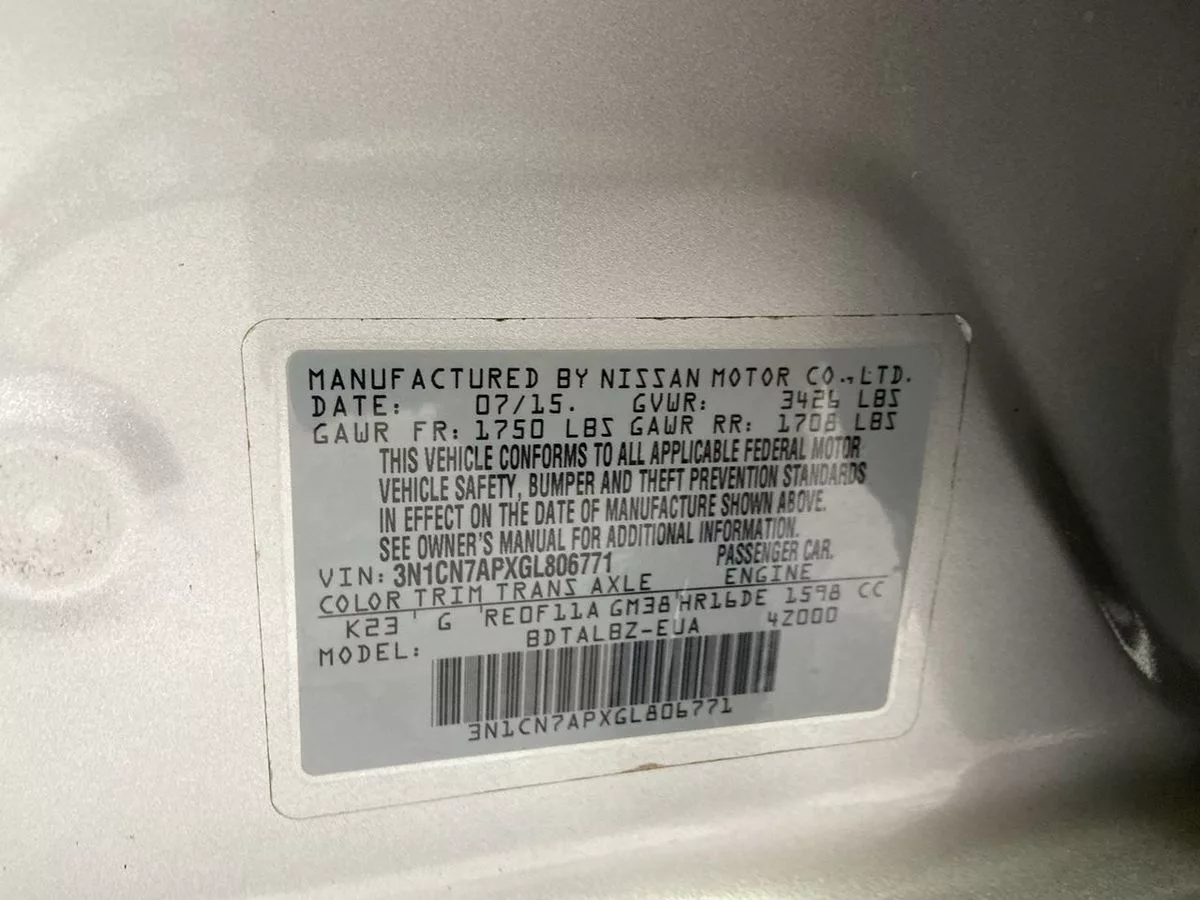 MANUFACTURED BY NISSAN MOTOR CO.,LTD.
DATE: 07/15. GVWR: 3426 LBS
GAWR FR: 1750 LBS GAWR RR: 1708 LBS
THIS VEHICLE CONFORMS TO ALL APPLICABLE FEDERAL MOTOR
VEHICLE SAFETY, BUMPER AND THEFT PREVENTION STANDARDS
IN EFFECT ON THE DATE OF MANUFACTURE SHOWN ABOVE.
SEE OWNER'S MANUAL FOR ADDITIONAL INFORMATION.
VIN: 3N1CN7APXGL806771 PASSENGER CAR.
COLOR TRIM TRANS AXLE ENGINE
K23 G RE0F11A GM38 HR16DE 1598 CC
MODEL: BDTALBZ-EUA 4Z000
3N1CN7APXGL806771